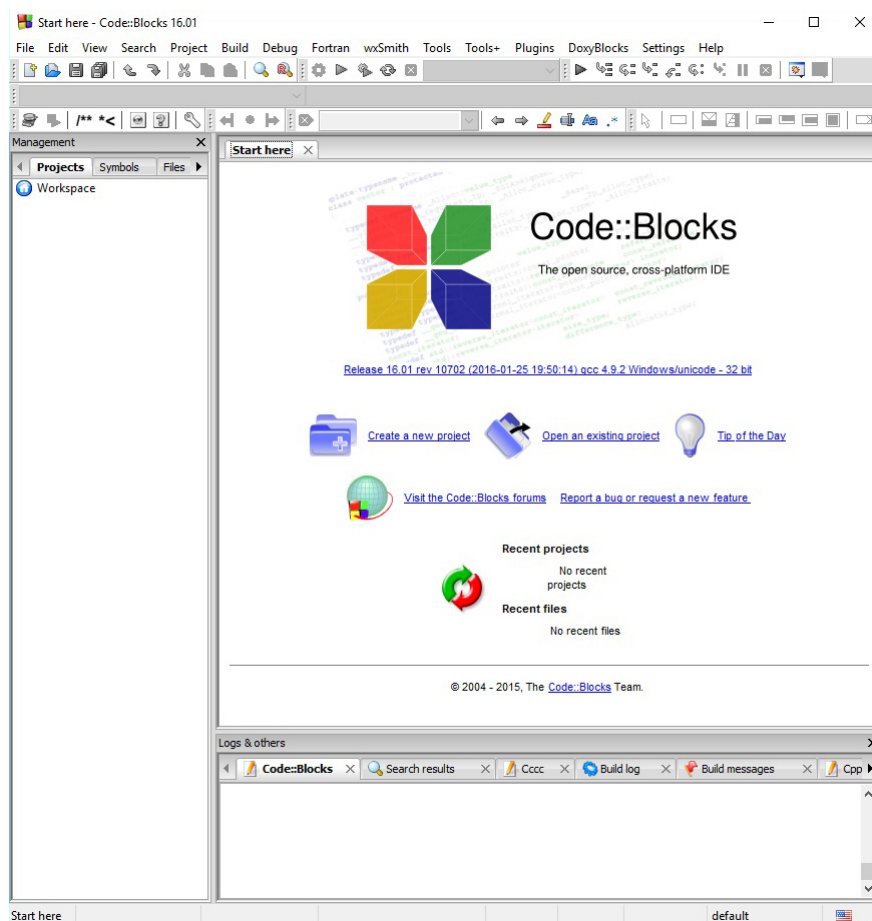 Start here - Code::Blocks 16.01
File Edit View Search Project Build Debug Fortran wxSmith Tools Tools+ Plugins DoxyBlocks Settings Help
/** *<
Management
Projects Symbols Files
Start here
Workspace
Code::Blocks
The open source, cross-platform IDE
Release 16.01 rev 10702 (2016-01-25 19:50:14) gcc 4.9.2 Windows/unicode - 32 bit
Create a new project Open an existing project Tip of the Day
Visit the Code::Blocks forums Report a bug or request a new feature
Recent projects
No recent
projects
Recent files
No recent files
© 2004 - 2015, The Code::Blocks Team.
Logs & others
Code::Blocks Search results Cccc Build log Build messages Cpp
Start here default